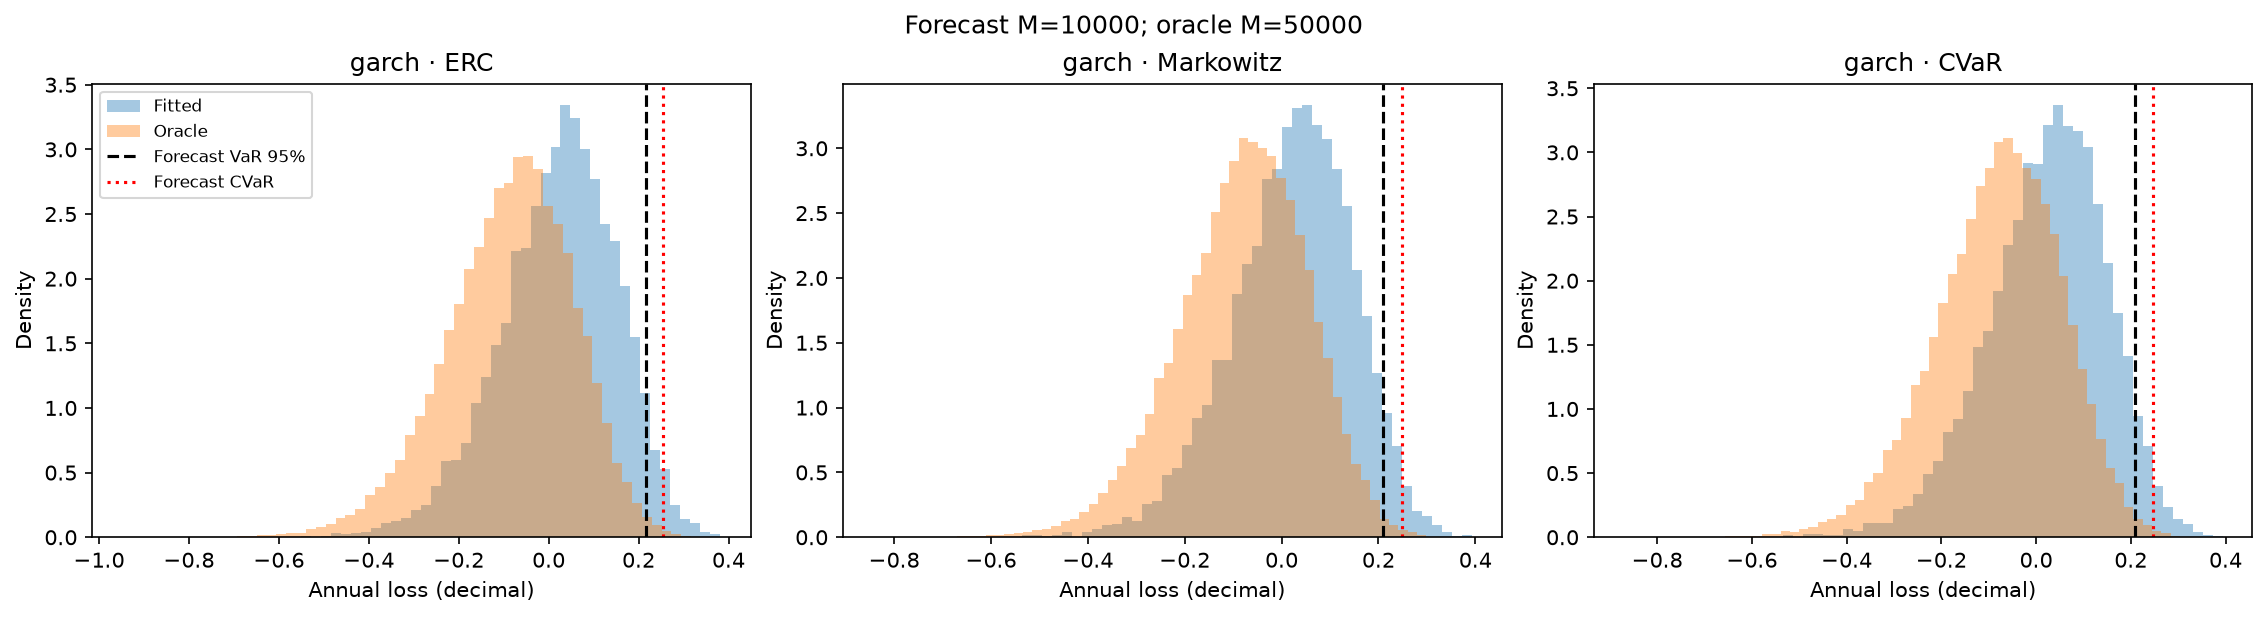 Forecast M=10000; oracle M=50000
garch · ERC
3.5
3.0
2.5
2.0
1.5
1.0
0.5
0.0
Density
Fitted
Oracle
Forecast VaR 95%
Forecast CVaR
−1.0 −0.8 −0.6 −0.4 −0.2 0.0 0.2 0.4
Annual loss (decimal)
garch · Markowitz
3.0
2.5
2.0
1.5
1.0
0.5
0.0
Density
−0.8 −0.6 −0.4 −0.2 0.0 0.2 0.4
Annual loss (decimal)
garch · CVaR
3.5
3.0
2.5
2.0
1.5
1.0
0.5
0.0
Density
−0.8 −0.6 −0.4 −0.2 0.0 0.2 0.4
Annual loss (decimal)